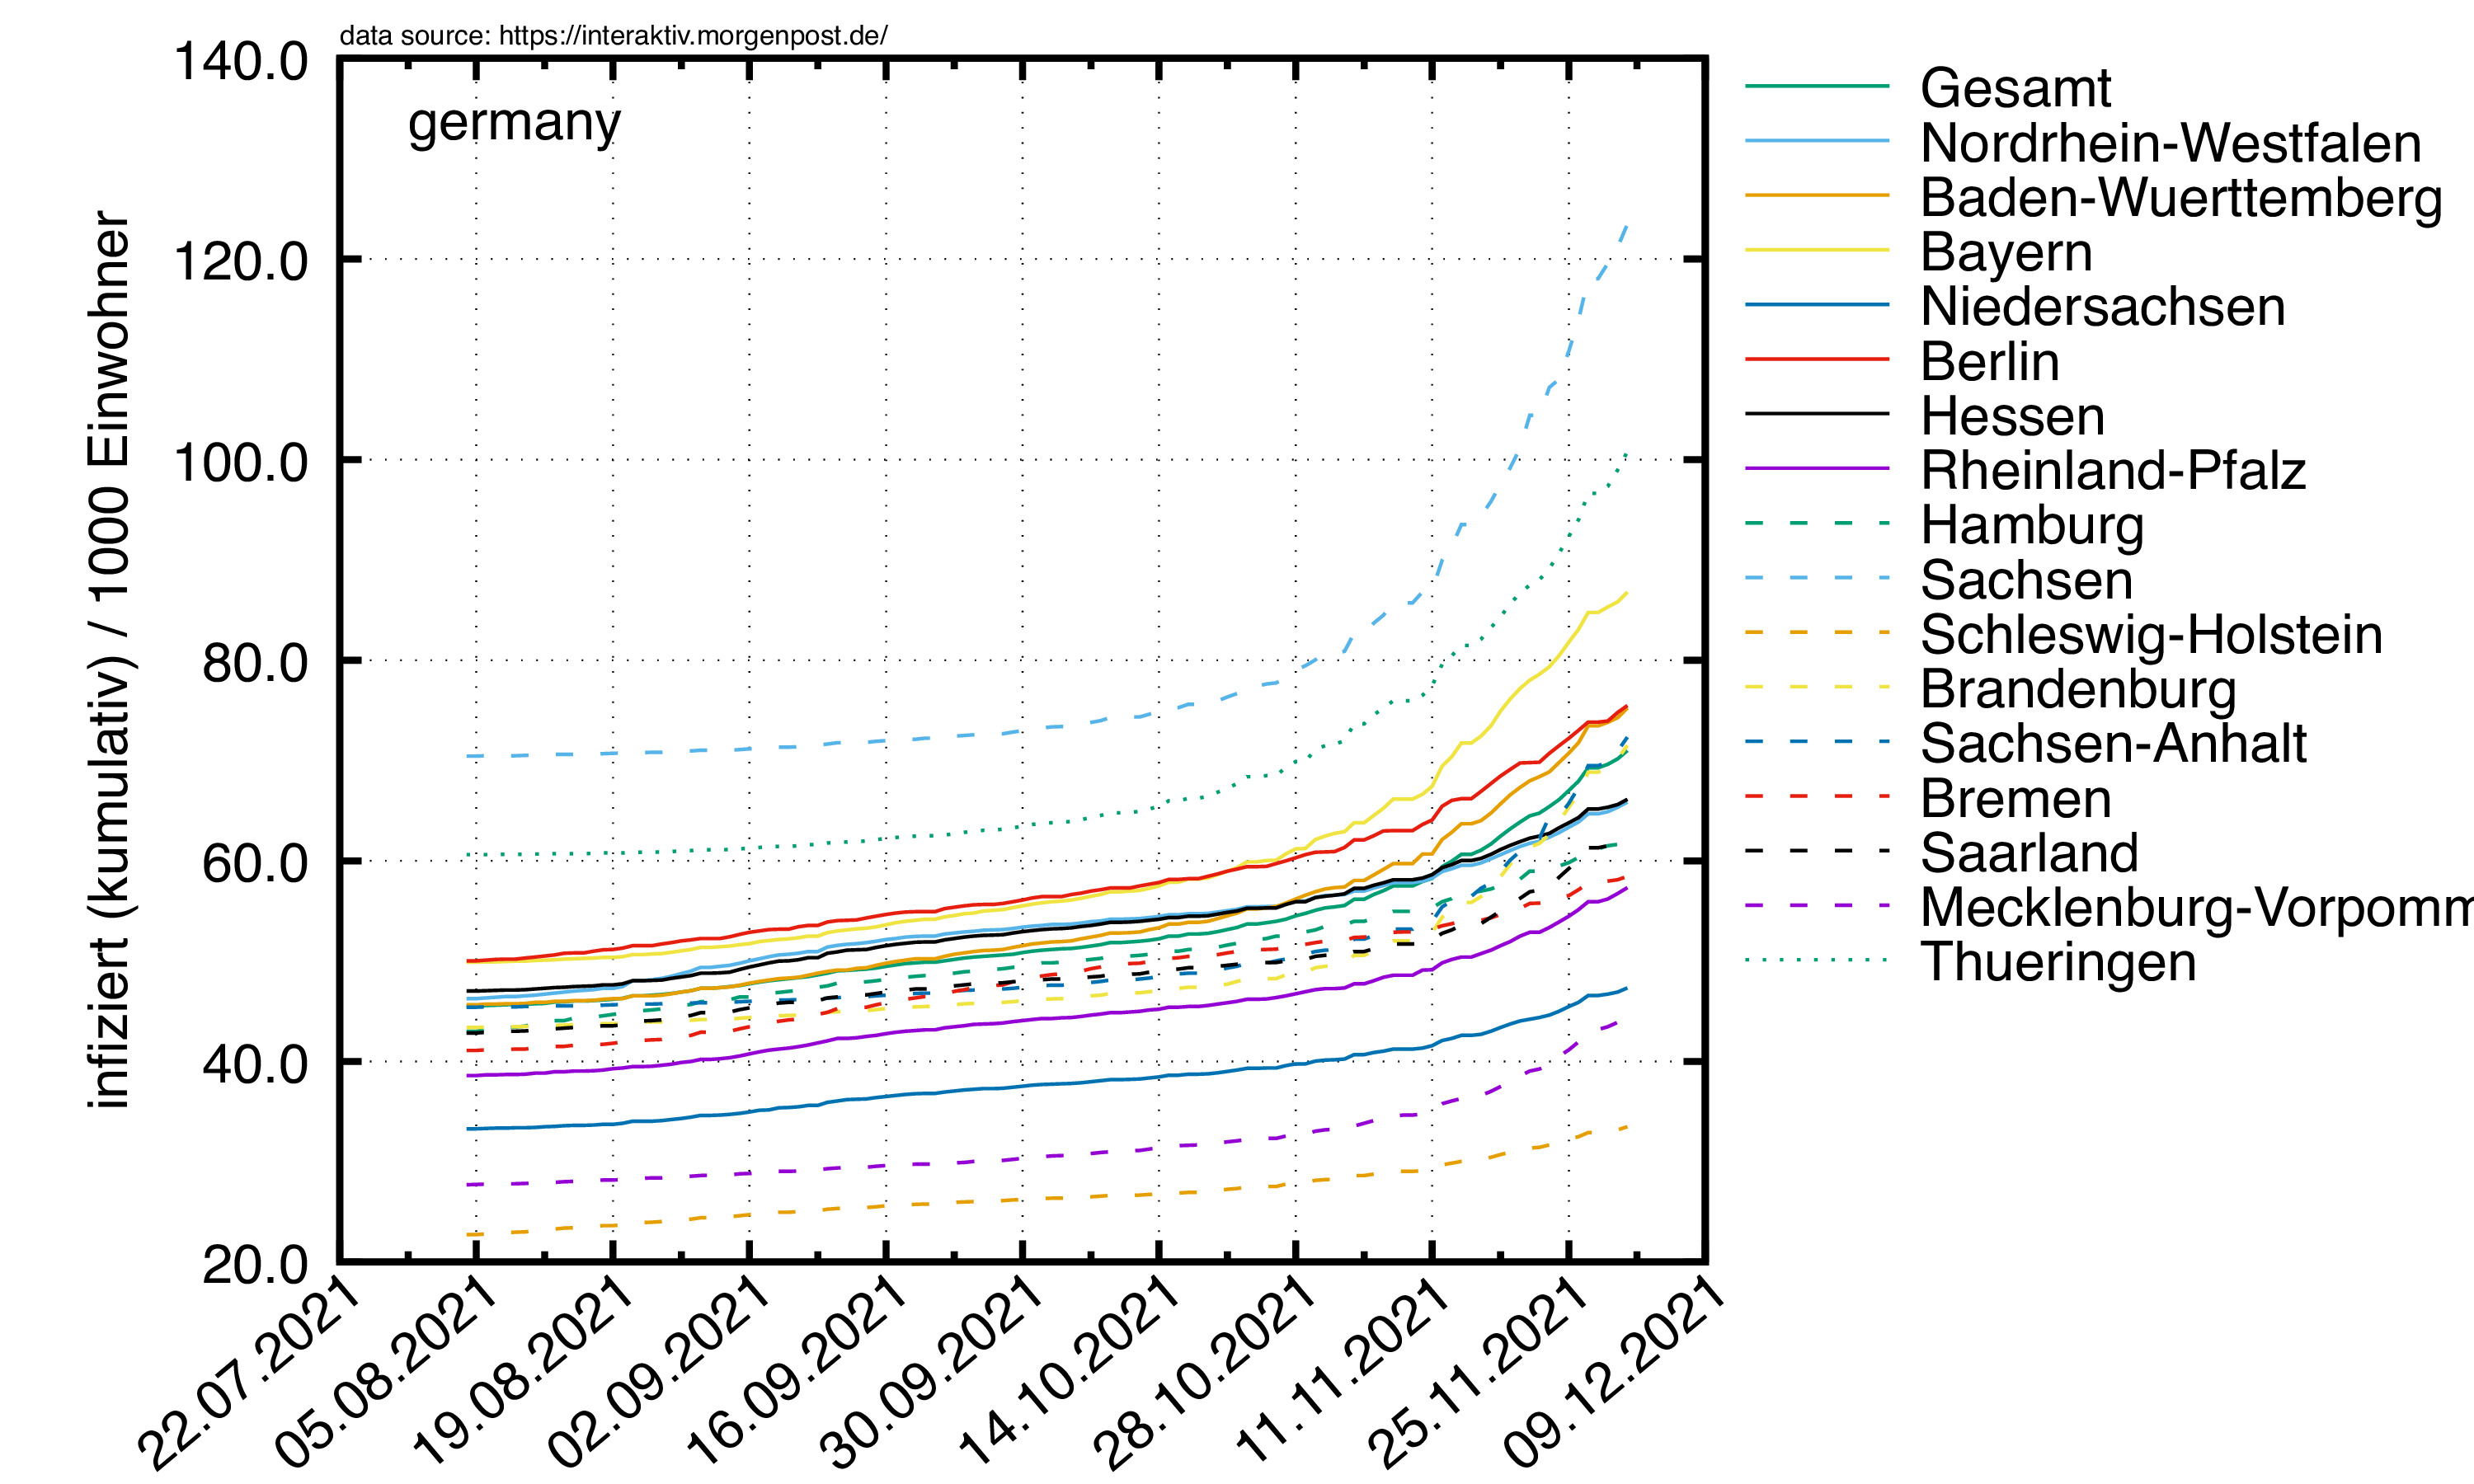 data source: https://interaktiv.morgenpost.de/
germany
infiziert (kumulativ) / 1000 Einwohner
140.0
120.0
100.0
80.0
60.0
40.0
20.0
22.07.2021
05.08.2021
19.08.2021
02.09.2021
16.09.2021
30.09.2021
14.10.2021
28.10.2021
11.11.2021
25.11.2021
09.12.2021
Gesamt
Nordrhein-Westfalen
Baden-Wuerttemberg
Bayern
Niedersachsen
Berlin
Hessen
Rheinland-Pfalz
Hamburg
Sachsen
Schleswig-Holstein
Brandenburg
Sachsen-Anhalt
Bremen
Saarland
Mecklenburg-Vorpomm
Thueringen